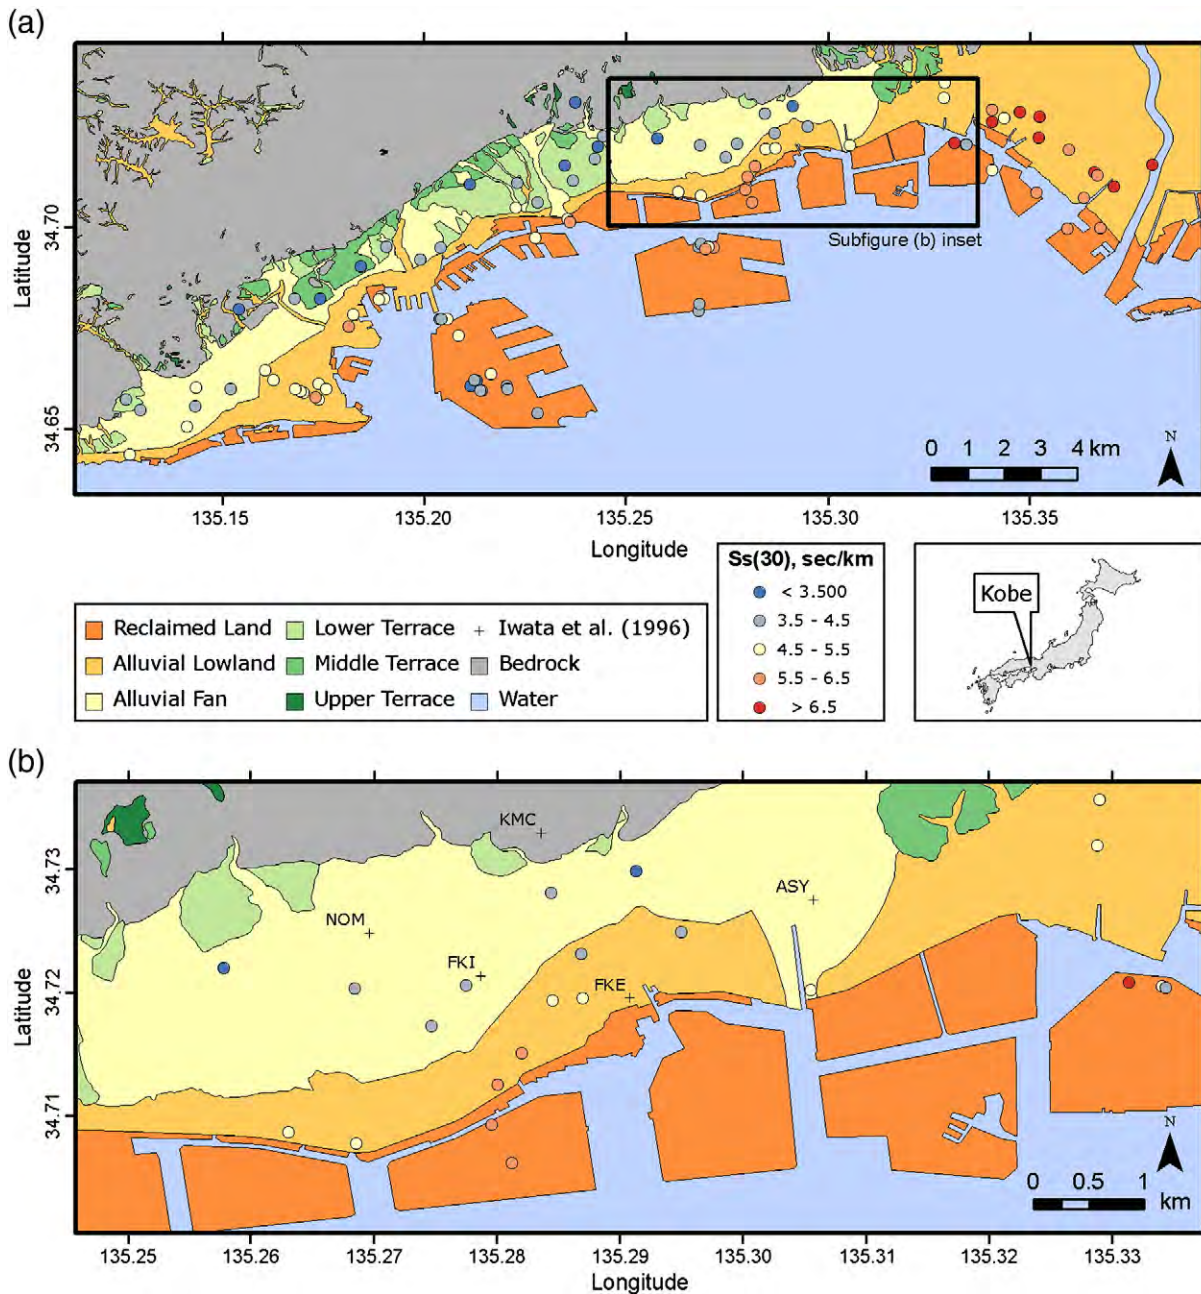 (a)
34.70
34.65
Latitude
Subfigure (b) inset
0 1 2 3 4 km
N
135.15 135.20 135.25 135.30 135.35
Longitude
Reclaimed Land
Lower Terrace
+ Iwata et al. (1996)
Alluvial Lowland
Middle Terrace
Bedrock
Alluvial Fan
Upper Terrace
Water
Ss(30), sec/km
< 3.500
3.5 - 4.5
4.5 - 5.5
5.5 - 6.5
> 6.5
Kobe
(b)
34.73
34.72
34.71
Latitude
KMC
NOM
ASY
FKI
FKE
N
0 0.5 1
km
135.25 135.26 135.27 135.28 135.29 135.30 135.31 135.32 135.33
Longitude